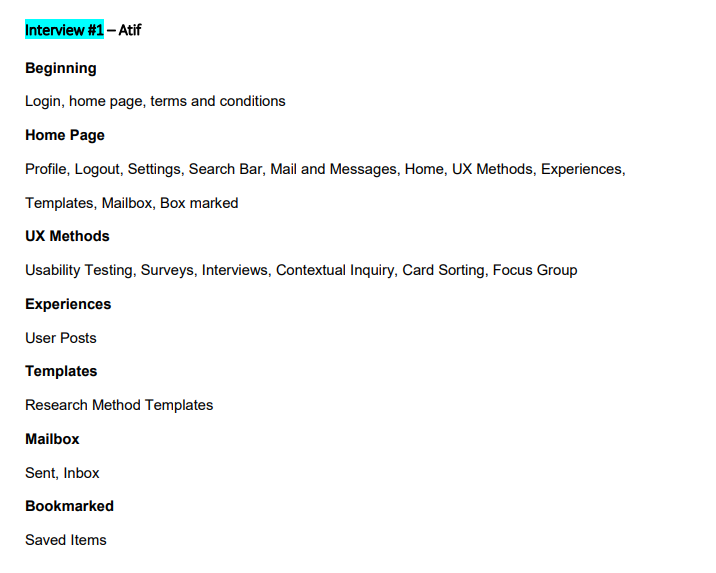 Interview #1 – Atif
Beginning
Login, home page, terms and conditions
Home Page
Profile, Logout, Settings, Search Bar, Mail and Messages, Home, UX Methods, Experiences,
Templates, Mailbox, Box marked
UX Methods
Usability Testing, Surveys, Interviews, Contextual Inquiry, Card Sorting, Focus Group
Experiences
User Posts
Templates
Research Method Templates
Mailbox
Sent, Inbox
Bookmarked
Saved Items